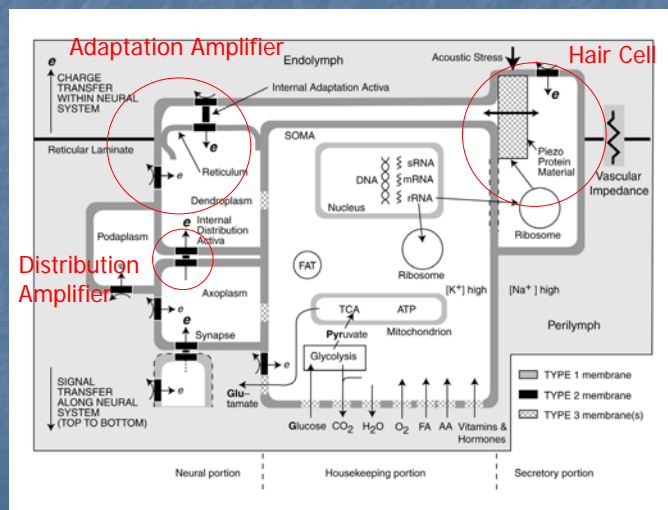 Adaptation Amplifier
Hair Cell
Distribution
Amplifier
e
CHARGE
TRANSFER
WITHIN NEURAL
SYSTEM
Endolymph
Acoustic Stress
e
Internal Adaptation Activa
Reticular Laminate
e
Reticulum
e
SOMA
DNA
sRNA
mRNA
rRNA
Nucleus
Piezo
Protein
Material
Vascular
Impedance
Dendroplasm
e
Internal
Distribution
Activa
Podaplasm
e
Ribosome
Ribosome
FAT
Axoplasm
e
[K+] high
[Na+] high
Perilymph
TCA
ATP
Mitochondrion
Pyruvate
Glycolysis
e
Synapse
e
e
Glu-
tamate
SIGNAL
TRANSFER
ALONG NEURAL
SYSTEM
(TOP TO BOTTOM)
Glucose
CO2
H2O
O2
FA
AA
Vitamins &
Hormones
TYPE 1 membrane
TYPE 2 membrane
TYPE 3 membrane(s)
Neural portion
Housekeeping portion
Secretory portion